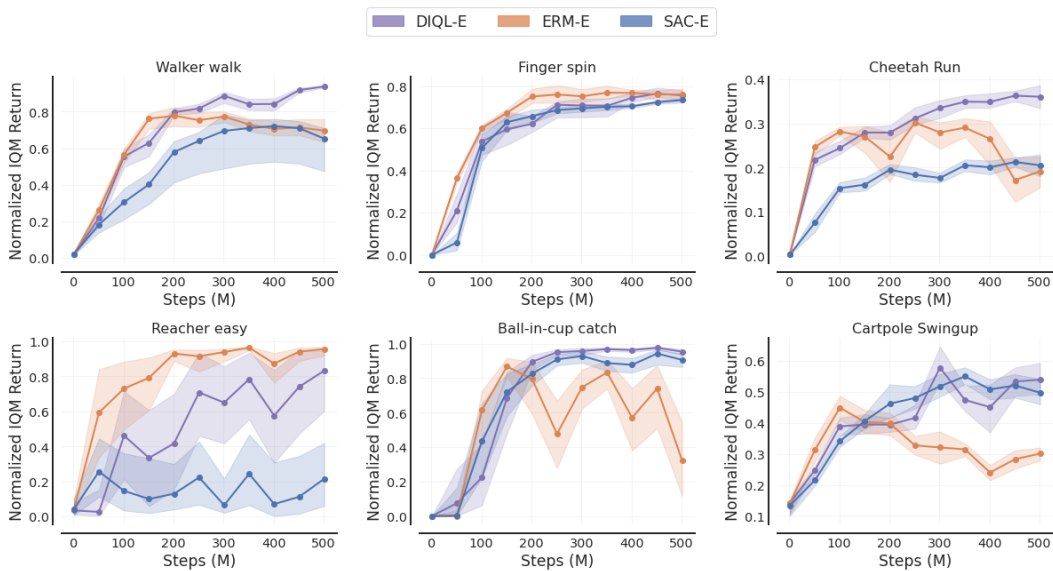 DIQL-E ERM-E SAC-E
Walker walk
Normalized IQM Return
0.8
0.6
0.4
0.2
0.0
0 100 200 300 400 500
Steps (M)
Finger spin
Normalized IQM Return
0.8
0.6
0.4
0.2
0.0
0 100 200 300 400 500
Steps (M)
Cheetah Run
Normalized IQM Return
0.4
0.3
0.2
0.1
0.0
0 100 200 300 400 500
Steps (M)
Reacher easy
Normalized IQM Return
1.0
0.8
0.6
0.4
0.2
0.0
0 100 200 300 400 500
Steps (M)
Ball-in-cup catch
Normalized IQM Return
1.0
0.8
0.6
0.4
0.2
0.0
0 100 200 300 400 500
Steps (M)
Cartpole Swingup
Normalized IQM Return
0.6
0.5
0.4
0.3
0.2
0.1
0 100 200 300 400 500
Steps (M)